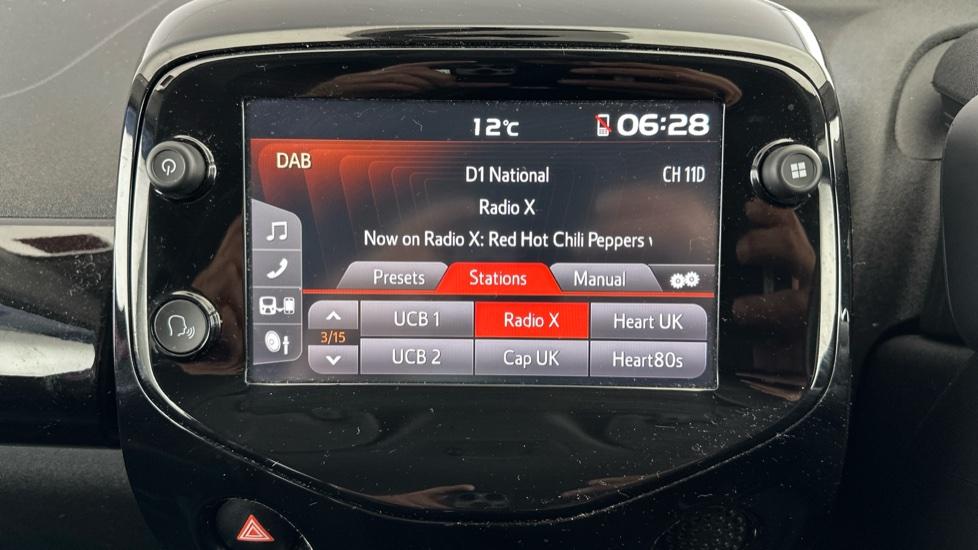 12°C 06:28
DAB
D1 National CH 11D
Radio X
Now on Radio X: Red Hot Chili Peppers
Presets Stations Manual
UCB 1 Radio X Heart UK
3/15
UCB 2 Cap UK Heart80s